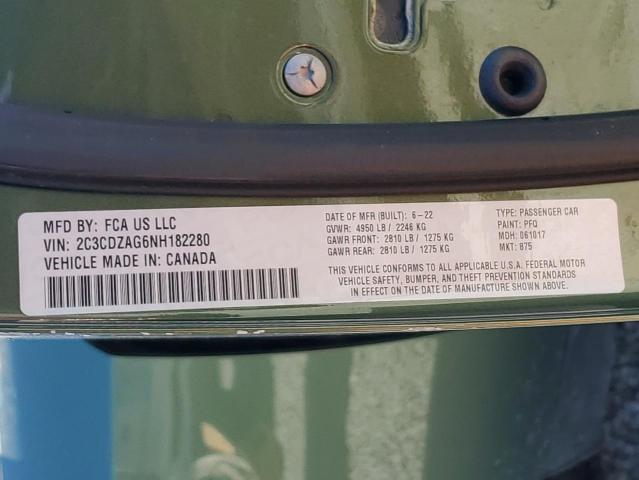 MFD BY: FCA US LLC
VIN: 2C3CDZAG6NH182280
VEHICLE MADE IN: CANADA
DATE OF MFR (BUILT): 6-22
GVWR: 4950 LB / 2246 KG
GAWR FRONT: 2810 LB / 1275 KG
GAWR REAR: 2810 LB / 1275 KG
TYPE: PASSENGER CAR
PAINT: PFQ
MDH: 061017
MKT: B75
THIS VEHICLE CONFORMS TO ALL APPLICABLE U.S.A. FEDERAL MOTOR
VEHICLE SAFETY, BUMPER, AND THEFT PREVENTION STANDARDS
IN EFFECT ON THE DATE OF MANUFACTURE SHOWN ABOVE.